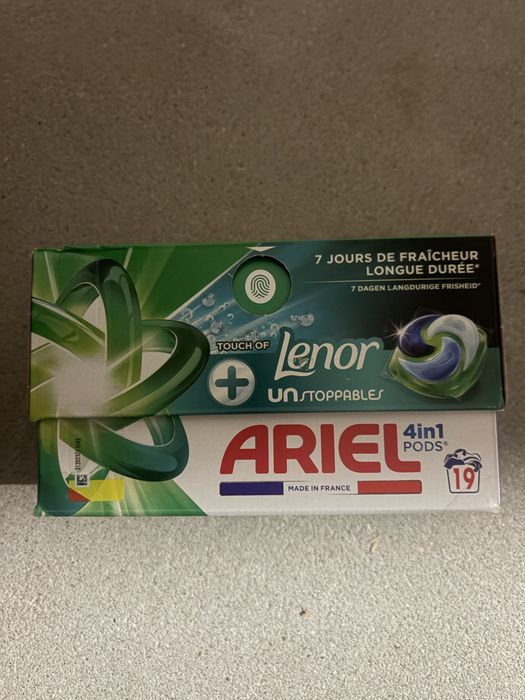 7 JOURS DE FRAÎCHEUR
LONGUE DURÉE*
7 DAGEN LANGDURIGE FRISHEID*
TOUCH OF
Lenor
UNSTOPPABLES
ARIEL
4in1
PODS®
MADE IN FRANCE
19